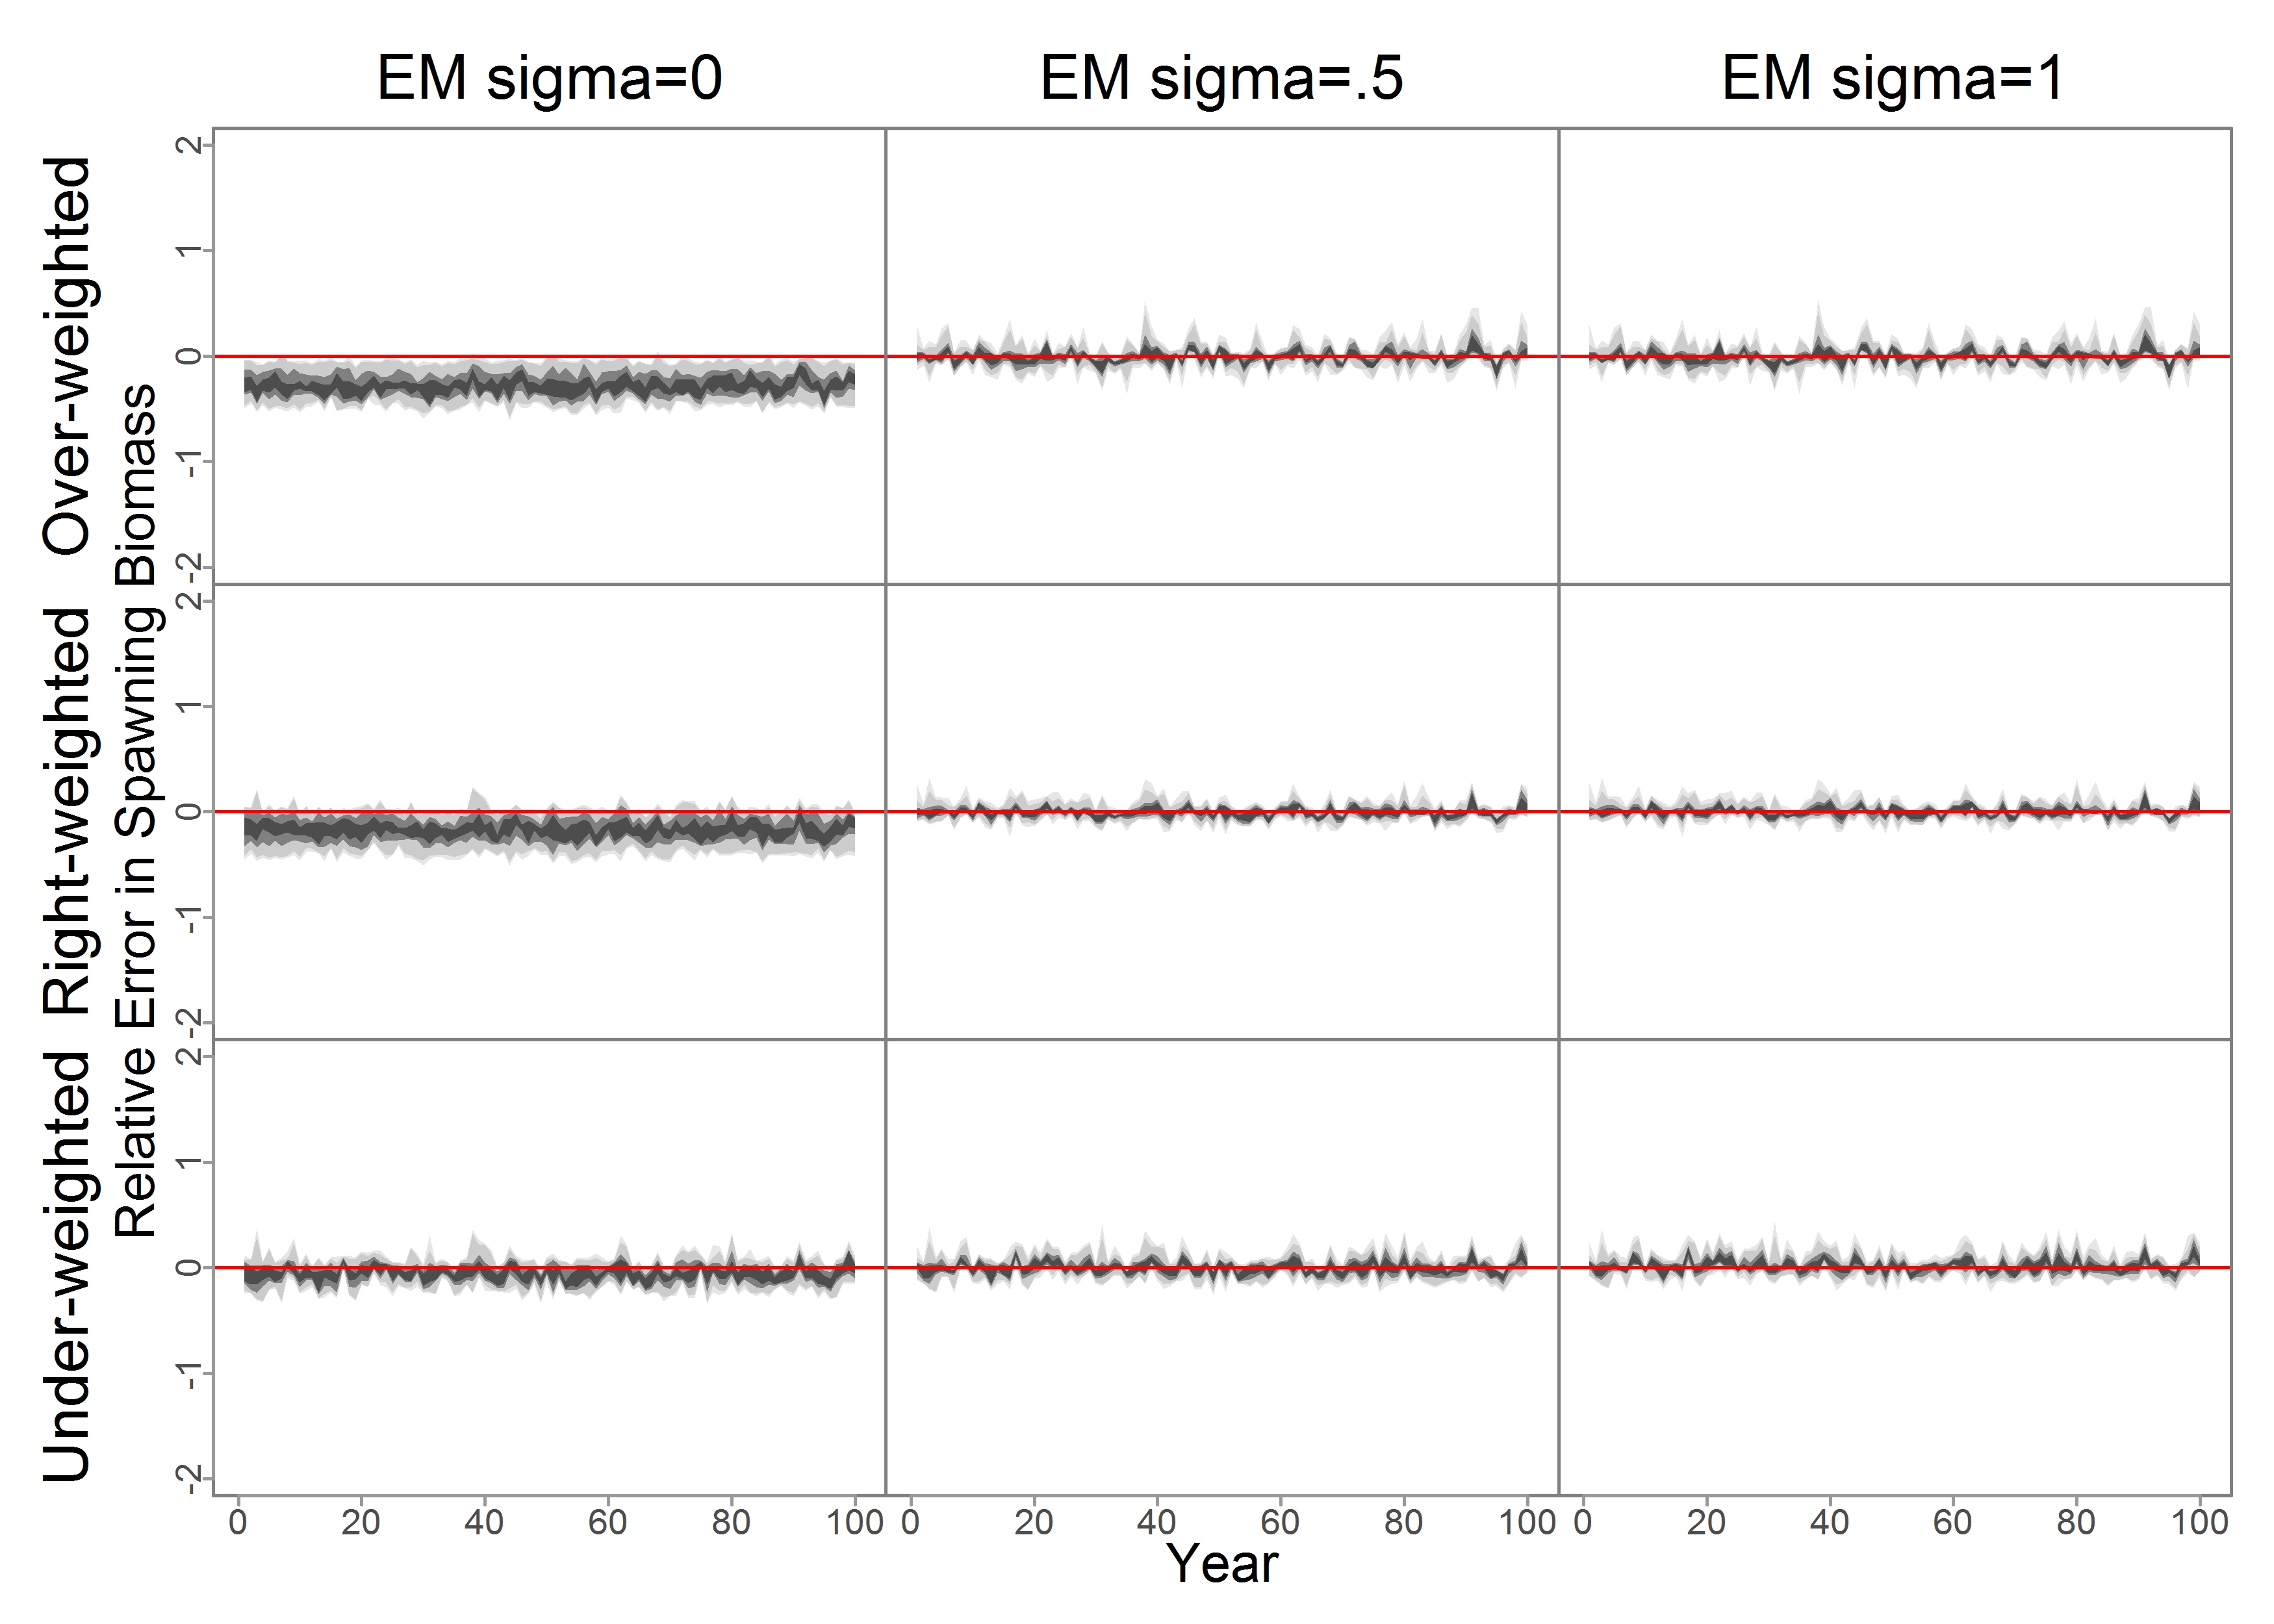 EM sigma=0 EM sigma=.5 EM sigma=1
Over-weighted
Right-weighted
Under-weighted
Relative Error in Spawning Biomass
2
1
0
-1
-2
2
1
0
-1
-2
2
1
0
-1
-2
0 20 40 60 80 100 0 20 40 60 80 100 0 20 40 60 80 100
Year